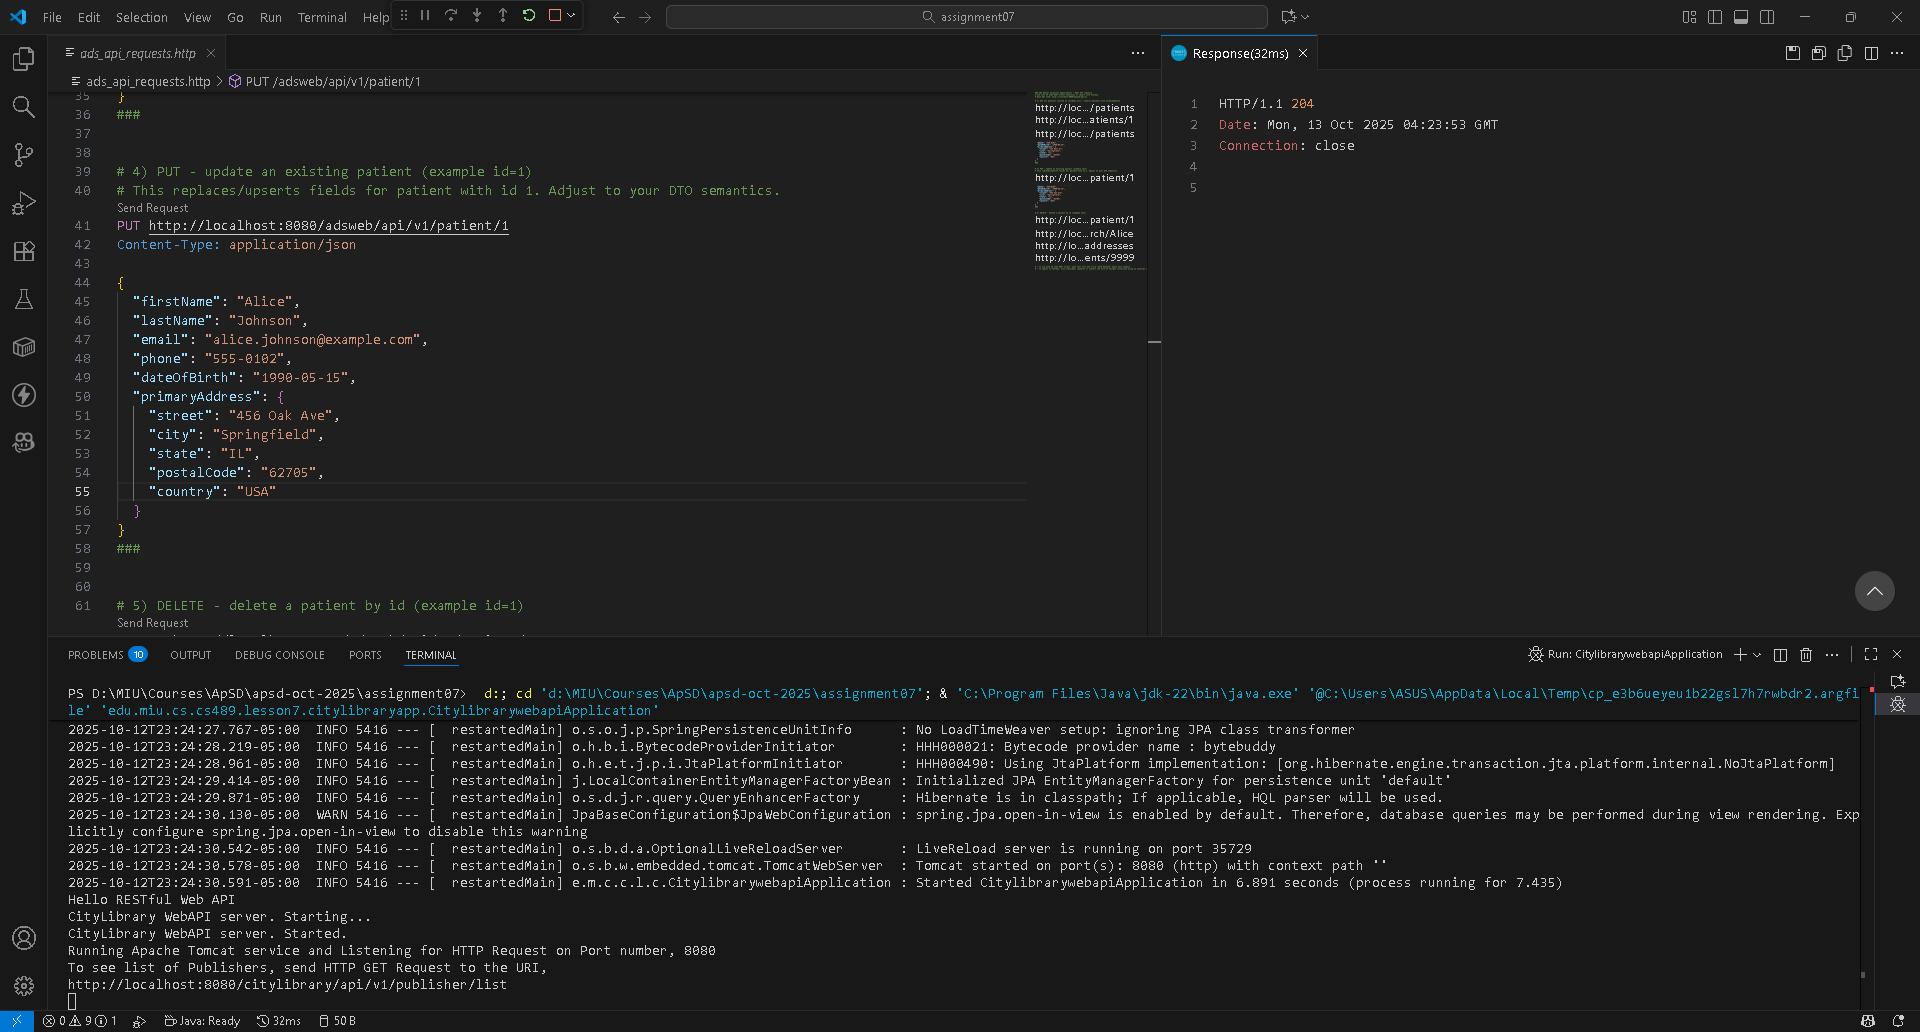 File Edit Selection View Go Run Terminal Help
assignment07
ads_api_requests.http
ads_api_requests.http > PUT /adsweb/api/v1/patient/1
35 }
36 ###
37
38
39 # 4) PUT - update an existing patient (example id=1)
40 # This replaces/upserts fields for patient with id 1. Adjust to your DTO semantics.
Send Request
41 PUT http://localhost:8080/adsweb/api/v1/patient/1
42 Content-Type: application/json
43
44 {
45 "firstName": "Alice",
46 "lastName": "Johnson",
47 "email": "alice.johnson@example.com",
48 "phone": "555-0102",
49 "dateOfBirth": "1990-05-15",
50 "primaryAddress": {
51 "street": "456 Oak Ave",
52 "city": "Springfield",
53 "state": "IL",
54 "postalCode": "62705",
55 "country": "USA"
56 }
57 }
58 ###
59
60
61 # 5) DELETE - delete a patient by id (example id=1)
Send Request
http://loc.../patients
http://loc...atients/1
http://loc.../patients
http://loc...patient/1
http://loc...patient/1
http://loc...rch/Alice
http://lo...addresses
http://lo...ents/9999
Response(32ms)
1 HTTP/1.1 204
2 Date: Mon, 13 Oct 2025 04:23:53 GMT
3 Connection: close
4
5
PROBLEMS 10 OUTPUT DEBUG CONSOLE PORTS TERMINAL
Run: CitylibrarywebapiApplication
PS D:\MIU\Courses\ApSD\apsd-oct-2025\assignment07> d:; cd 'd:\MIU\Courses\ApSD\apsd-oct-2025\assignment07'; & 'C:\Program Files\Java\jdk-22\bin\java.exe' '@C:\Users\ASUS\AppData\Local\Temp\cp_e3b6ueyeu1b22gsl7h7rwbdr2.argfi
le' 'edu.miu.cs.cs489.lesson7.citylibraryapp.CitylibrarywebapiApplication'
2025-10-12T23:24:27.767-05:00 INFO 5416 --- [ restartedMain] o.s.o.j.p.SpringPersistenceUnitInfo : No LoadTimeWeaver setup: ignoring JPA class transformer
2025-10-12T23:24:28.219-05:00 INFO 5416 --- [ restartedMain] o.h.b.i.BytecodeProviderInitiator : HHH000021: Bytecode provider name : bytebuddy
2025-10-12T23:24:28.961-05:00 INFO 5416 --- [ restartedMain] o.h.e.t.j.p.i.JtaPlatformInitiator : HHH000490: Using JtaPlatform implementation: [org.hibernate.engine.transaction.jta.platform.internal.NoJtaPlatform]
2025-10-12T23:24:29.414-05:00 INFO 5416 --- [ restartedMain] j.LocalContainerEntityManagerFactoryBean : Initialized JPA EntityManagerFactory for persistence unit 'default'
2025-10-12T23:24:29.871-05:00 INFO 5416 --- [ restartedMain] o.s.d.j.r.query.QueryEnhancerFactory : Hibernate is in classpath; If applicable, HQL parser will be used.
2025-10-12T23:24:30.130-05:00 WARN 5416 --- [ restartedMain] JpaBaseConfiguration$JpaWebConfiguration : spring.jpa.open-in-view is enabled by default. Therefore, database queries may be performed during view rendering. Exp
licitly configure spring.jpa.open-in-view to disable this warning
2025-10-12T23:24:30.542-05:00 INFO 5416 --- [ restartedMain] o.s.b.d.a.OptionalLiveReloadServer : LiveReload server is running on port 35729
2025-10-12T23:24:30.578-05:00 INFO 5416 --- [ restartedMain] o.s.b.w.embedded.tomcat.TomcatWebServer : Tomcat started on port(s): 8080 (http) with context path ''
2025-10-12T23:24:30.591-05:00 INFO 5416 --- [ restartedMain] e.m.c.c.l.c.CitylibrarywebapiApplication : Started CitylibrarywebapiApplication in 6.891 seconds (process running for 7.435)
Hello RESTful Web API
CityLibrary WebAPI server. Starting...
CityLibrary WebAPI server. Started.
Running Apache Tomcat service and Listening for HTTP Request on Port number, 8080
To see list of Publishers, send HTTP GET Request to the URI,
http://localhost:8080/citylibrary/api/v1/publisher/list
0 9 1 Java: Ready 32ms 50 B